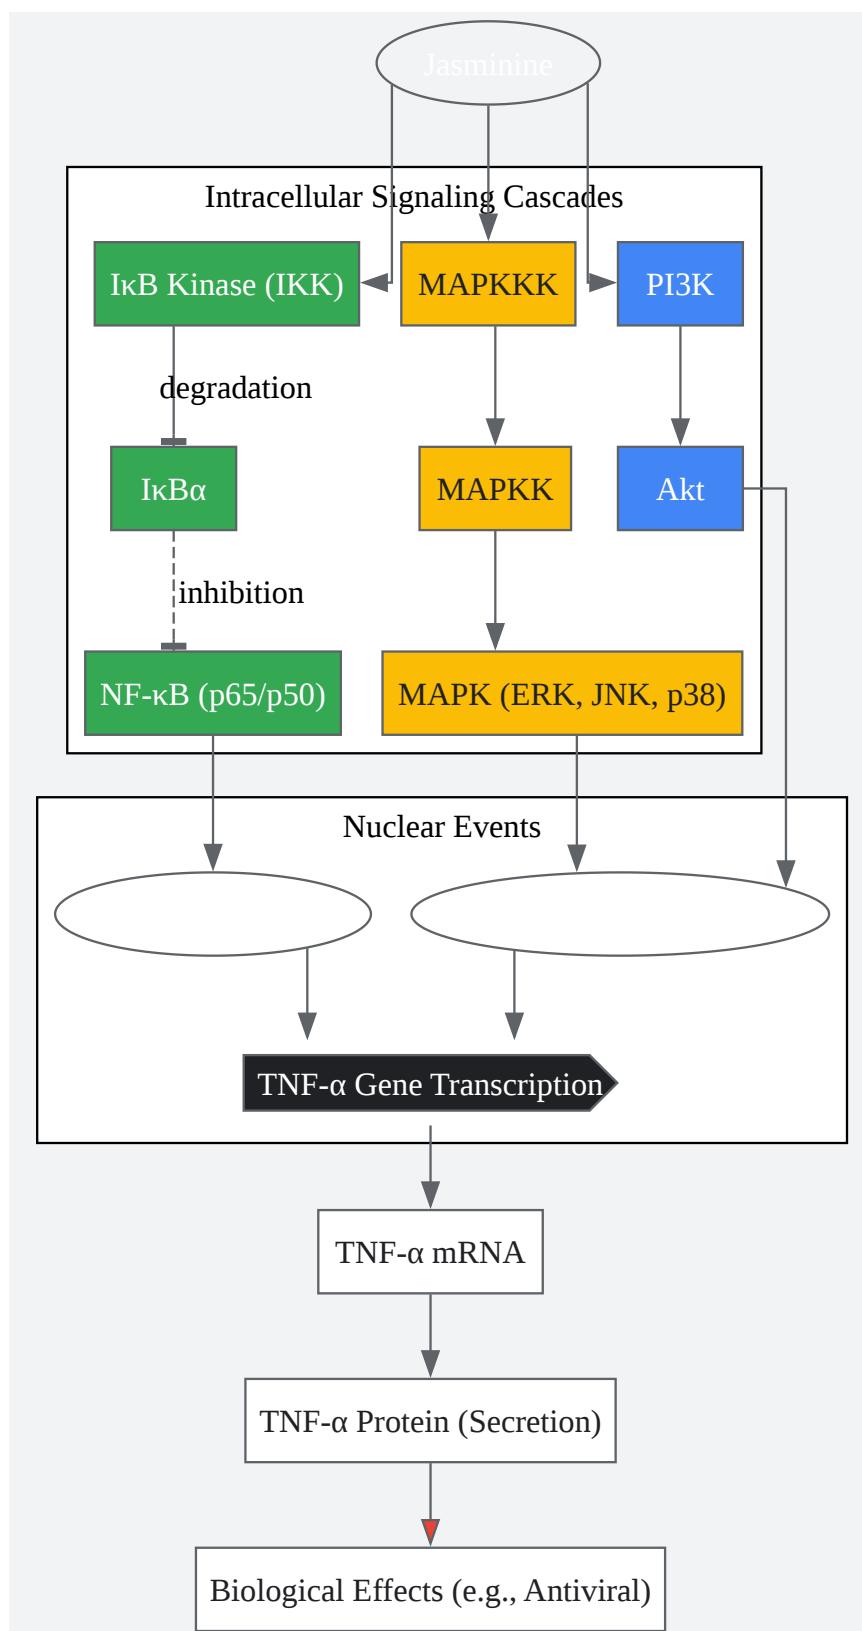 Jasminine
Intracellular Signaling Cascades
IκB Kinase (IKK)
MAPKKK
PI3K
degradation
IκBα
MAPKK
Akt
inhibition
NF-κB (p65/p50)
MAPK (ERK, JNK, p38)
Nuclear Events
TNF-α Gene Transcription
TNF-α mRNA
TNF-α Protein (Secretion)
Biological Effects (e.g., Antiviral)